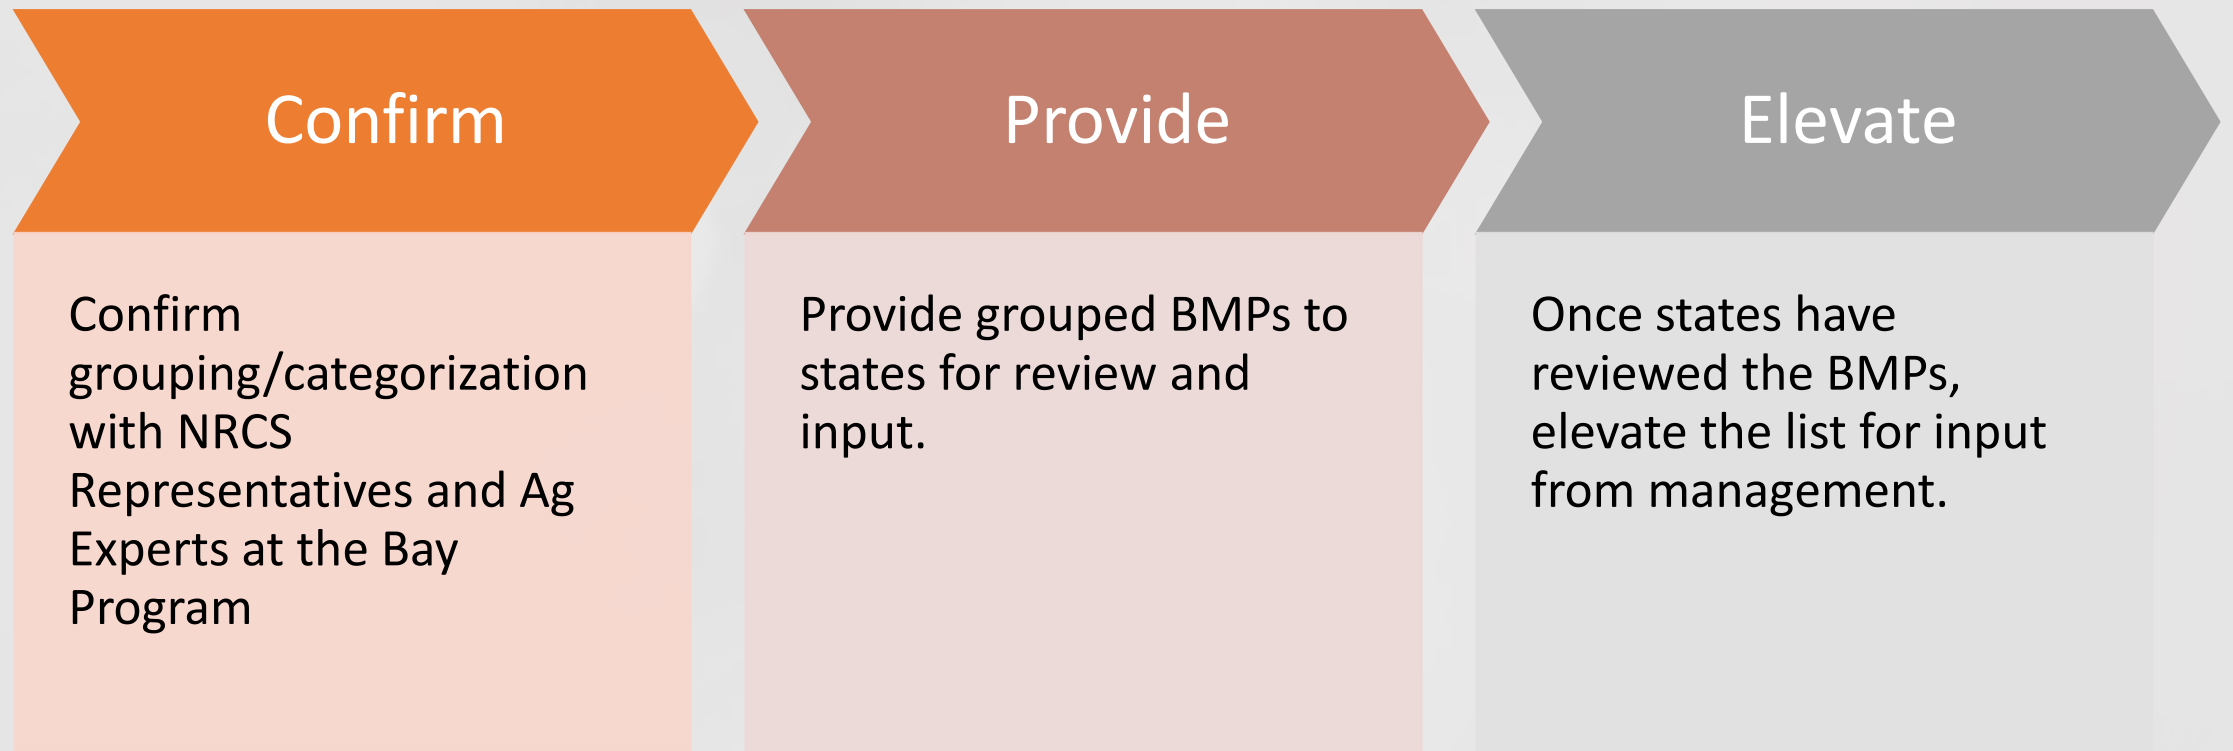 Confirm
Confirm
grouping/categorization
with NRCS
Representatives and Ag
Experts at the Bay
Program
Provide
Provide grouped BMPs to
states for review and
input.
Elevate
Once states have
reviewed the BMPs,
elevate the list for input
from management.